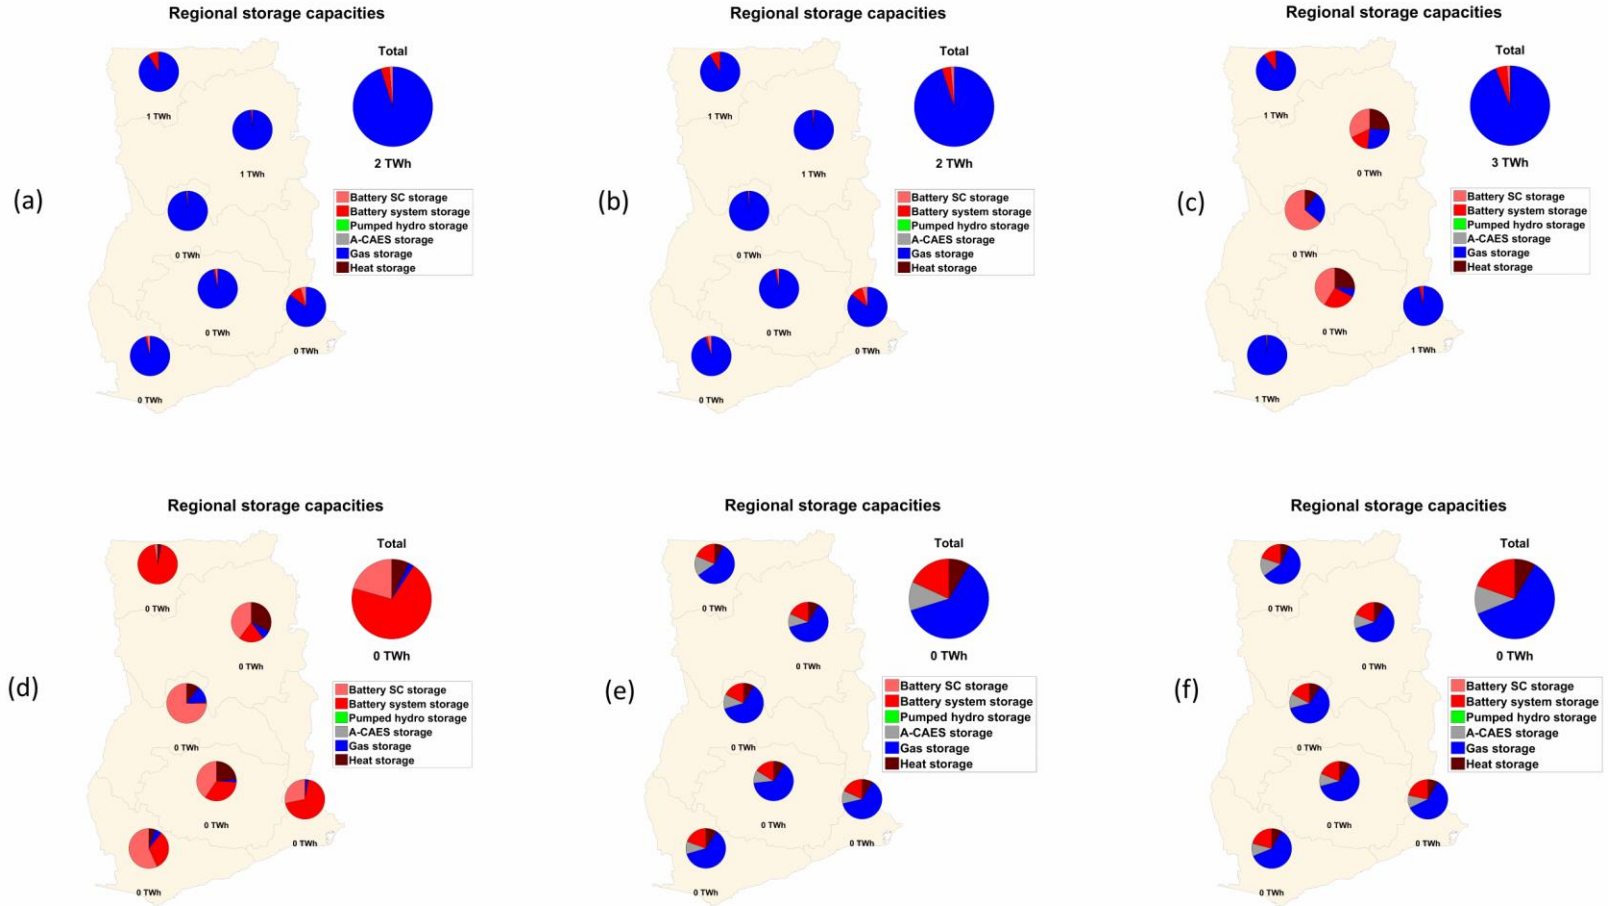 Regional storage capacities
Total
1 TWh
2 TWh
1 TWh
(a)
Battery SC storage
Battery system storage
Pumped hydro storage
A-CAES storage
Gas storage
Heat storage
0 TWh
0 TWh
0 TWh
0 TWh
Regional storage capacities
Total
1 TWh
2 TWh
1 TWh
(b)
Battery SC storage
Battery system storage
Pumped hydro storage
A-CAES storage
Gas storage
Heat storage
0 TWh
0 TWh
0 TWh
0 TWh
Regional storage capacities
Total
1 TWh
3 TWh
0 TWh
(c)
Battery SC storage
Battery system storage
Pumped hydro storage
A-CAES storage
Gas storage
Heat storage
0 TWh
0 TWh
1 TWh
1 TWh
Regional storage capacities
Total
0 TWh
0 TWh
0 TWh
(d)
Battery SC storage
Battery system storage
Pumped hydro storage
A-CAES storage
Gas storage
Heat storage
0 TWh
0 TWh
0 TWh
0 TWh
Regional storage capacities
Total
0 TWh
0 TWh
0 TWh
(e)
Battery SC storage
Battery system storage
Pumped hydro storage
A-CAES storage
Gas storage
Heat storage
0 TWh
0 TWh
0 TWh
0 TWh
Regional storage capacities
Total
0 TWh
0 TWh
0 TWh
(f)
Battery SC storage
Battery system storage
Pumped hydro storage
A-CAES storage
Gas storage
Heat storage
0 TWh
0 TWh
0 TWh
0 TWh